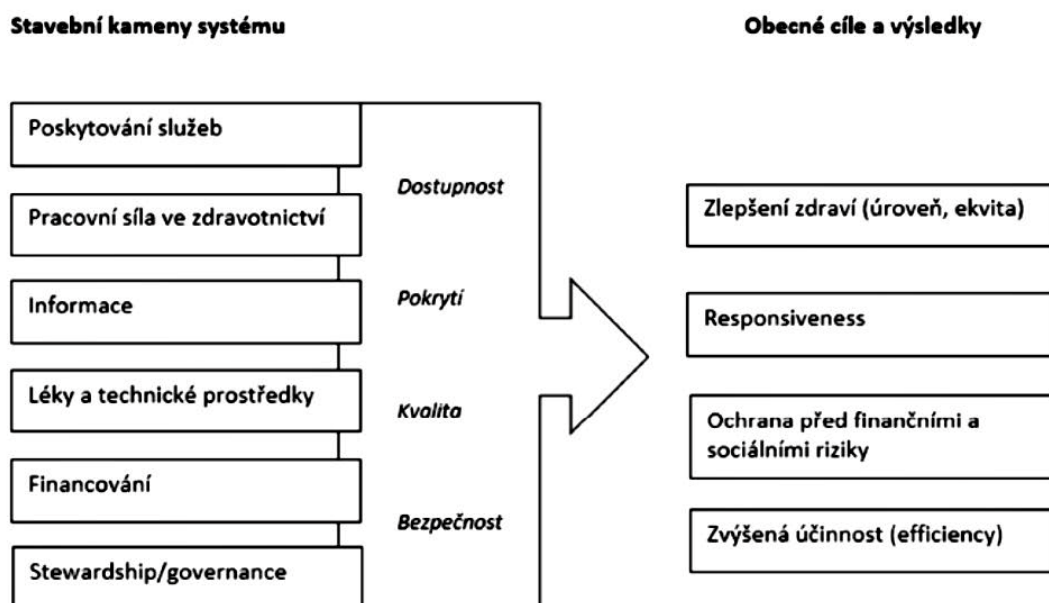 Stavební kameny systému
Obecné cíle a výsledky
Poskytování služeb
Pracovní síla ve zdravotnictví
Informace
Léky a technické prostředky
Financování
Stewardship/governance
Dostupnost
Pokrytí
Kvalita
Bezpečnost
Zlepšení zdraví (úroveň, ekvita)
Responsiveness
Ochrana před finančními a
sociálními riziky
Zvýšená účinnost (efficiency)